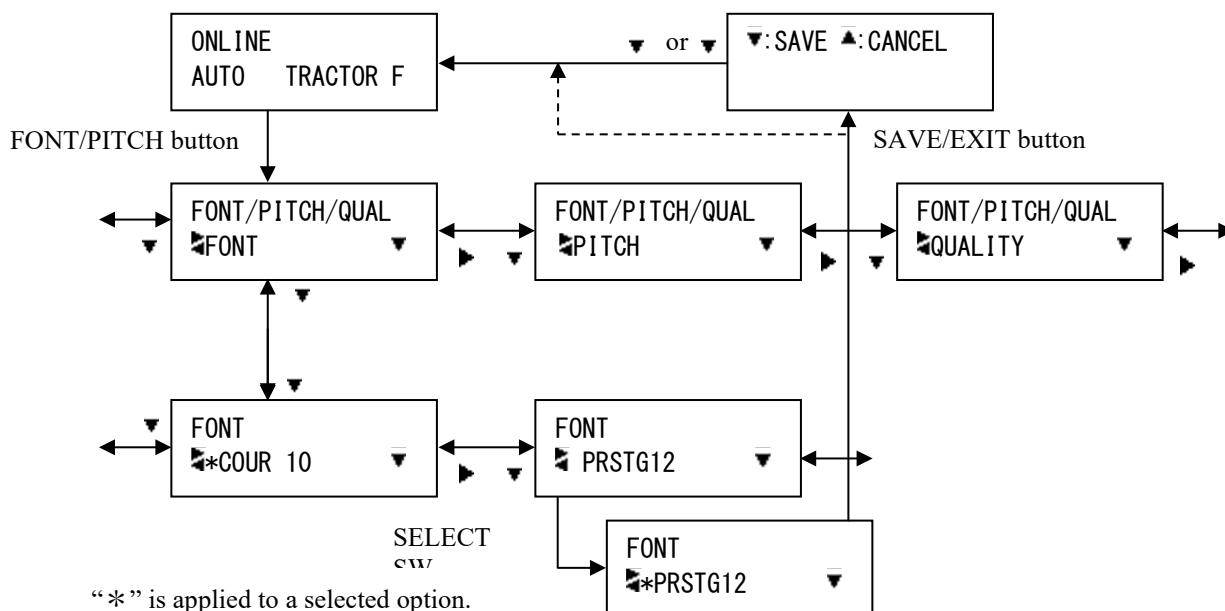 ONLINE
AUTO TRACTOR F
▼ or ▼
▼:SAVE ▲:CANCEL
FONT/PITCH button
SAVE/EXIT button
FONT/PITCH/QUAL
FONT ▼
FONT/PITCH/QUAL
PITCH ▼
FONT/PITCH/QUAL
QUALITY ▼
FONT
*COUR 10 ▼
FONT
PRSTG12 ▼
SELECT
SW
FONT
*PRSTG12 ▼
“*” is applied to a selected option.